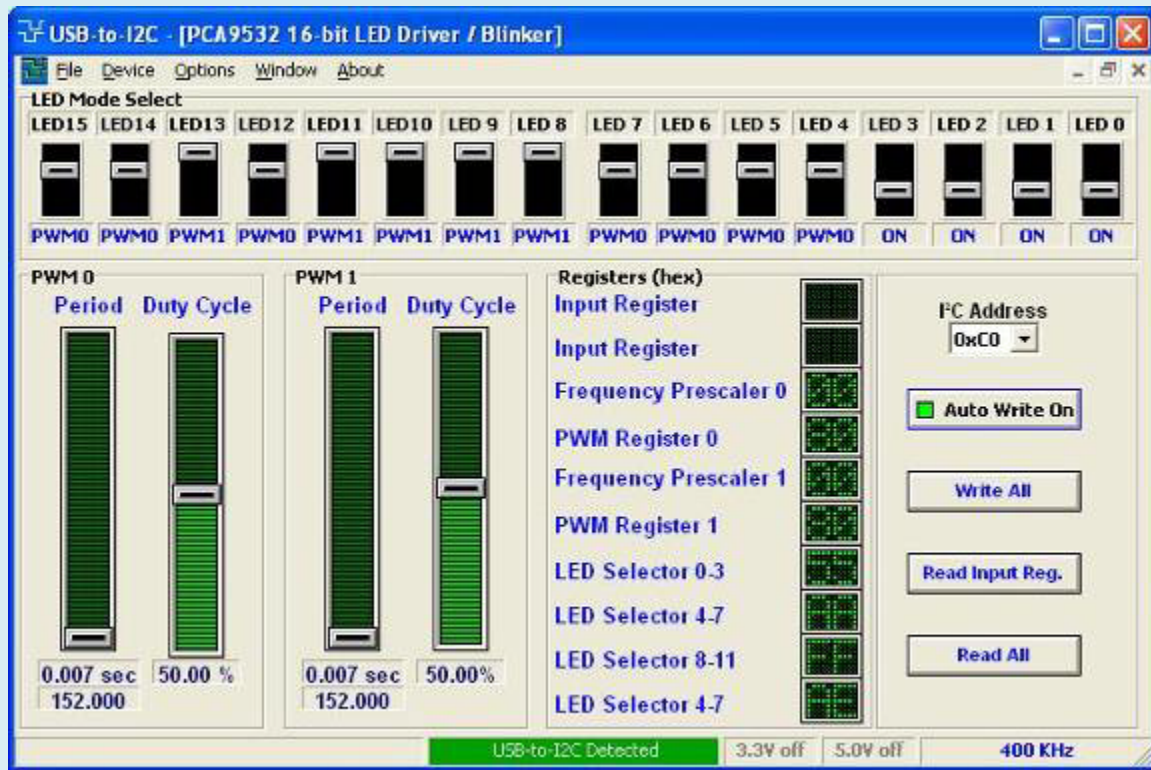 USB-to-I2C - [PCA9532 16-bit LED Driver / Blinker]
File Device Options Window About
LED Mode Select
LED15 LED14 LED13 LED12 LED11 LED10 LED 9 LED 8 LED 7 LED 6 LED 5 LED 4 LED 3 LED 2 LED 1 LED 0
PWM0 PWM0 PWM1 PWM0 PWM1 PWM1 PWM1 PWM1 PWM0 PWM0 PWM0 PWM0 ON ON ON ON
PWM 0
Period Duty Cycle
0.007 sec 50.00 %
152.000
PWM 1
Period Duty Cycle
0.007 sec 50.00%
152.000
Registers (hex)
Input Register
Input Register
Frequency Prescaler 0
PWM Register 0
Frequency Prescaler 1
PWM Register 1
LED Selector 0-3
LED Selector 4-7
LED Selector 8-11
LED Selector 4-7
I²C Address
0xC0
Auto Write On
Write All
Read Input Reg.
Read All
USB-to-I2C Detected 3.3V off 5.0V off 400 KHz